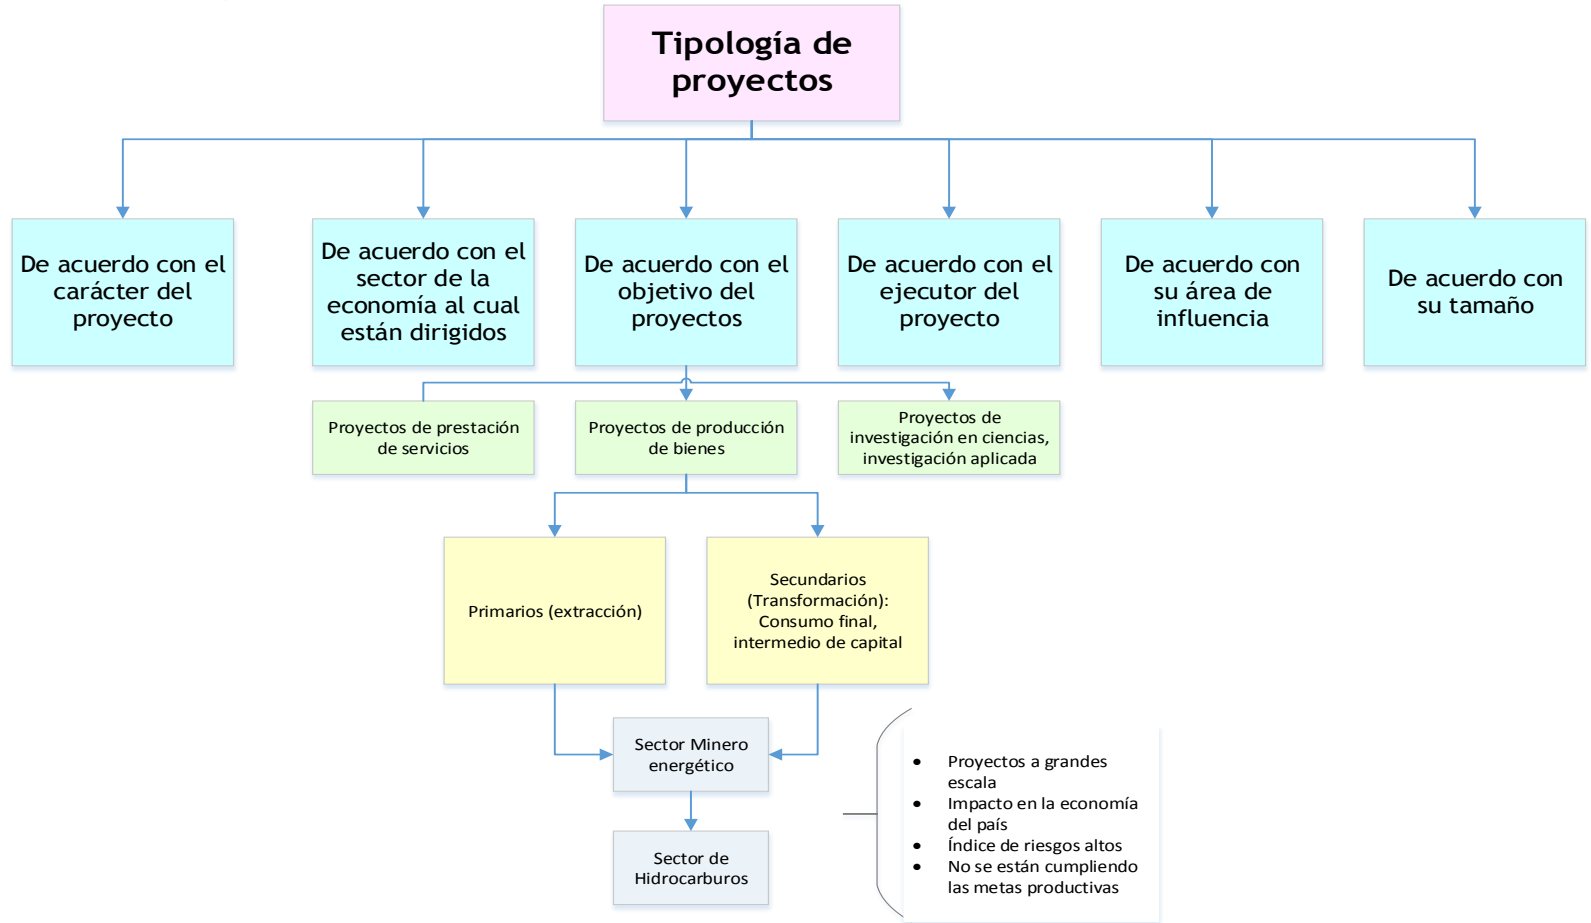 Tipología de
proyectos
De acuerdo con el
carácter del
proyecto
De acuerdo con el
sector de la
economía al cual
están dirigidos
De acuerdo con el
objetivo del
proyectos
De acuerdo con el
ejecutor del
proyecto
De acuerdo con
su área de
influencia
De acuerdo con
su tamaño
Proyectos de prestación
de servicios
Proyectos de producción
de bienes
Proyectos de
investigación en ciencias,
investigación aplicada
Primarios (extracción)
Secundarios
(Transformación):
Consumo final,
intermedio de capital
Sector Minero
energético
Sector de
Hidrocarburos
• Proyectos a grandes
escala
• Impacto en la economía
del país
• Índice de riesgos altos
• No se están cumpliendo
las metas productivas